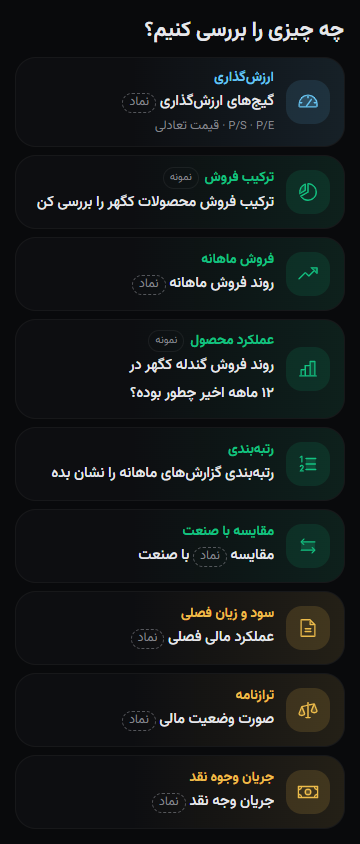 چه چیزی را بررسی کنیم؟
ارزش‌گذاری
گیج‌های ارزش‌گذاری نماد
P/S · P/E · قیمت تعادلی
ترکیب فروش نمونه
ترکیب فروش محصولات کگهر را بررسی کن
فروش ماهانه
روند فروش ماهانه نماد
عملکرد محصول نمونه
روند فروش گندله کگهر در
۱۲ ماهه اخیر چطور بوده؟
رتبه‌بندی
رتبه‌بندی گزارش‌های ماهانه را نشان بده
مقایسه با صنعت
مقایسه نماد با صنعت
سود و زیان فصلی
عملکرد مالی فصلی نماد
ترازنامه
صورت وضعیت مالی نماد
جریان وجوه نقد
جریان وجه نقد نماد